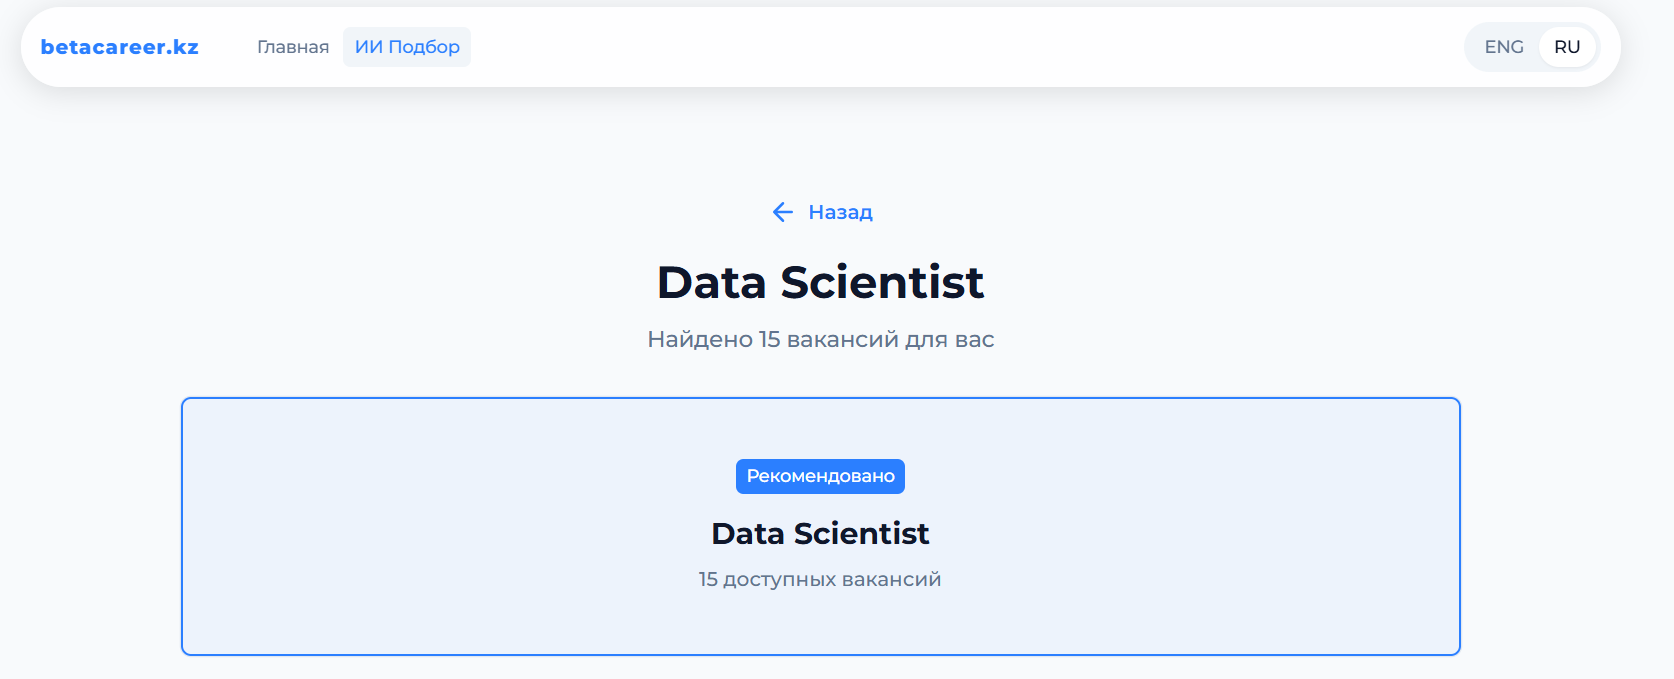 betacareer.kz Главная ИИ Подбор ENG RU
← Назад
Data Scientist
Найдено 15 вакансий для вас
Рекомендовано
Data Scientist
15 доступных вакансий